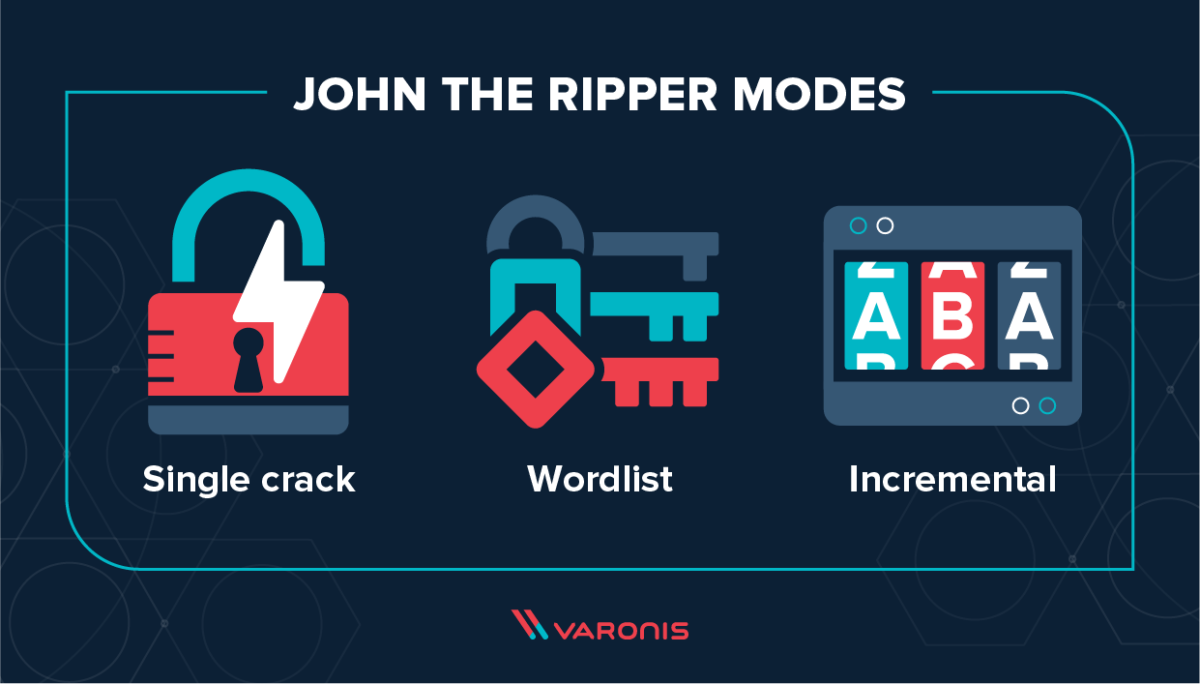 JOHN THE RIPPER MODES
Z A Z
A B A
B C B
Single crack
Wordlist
Incremental
VARONIS